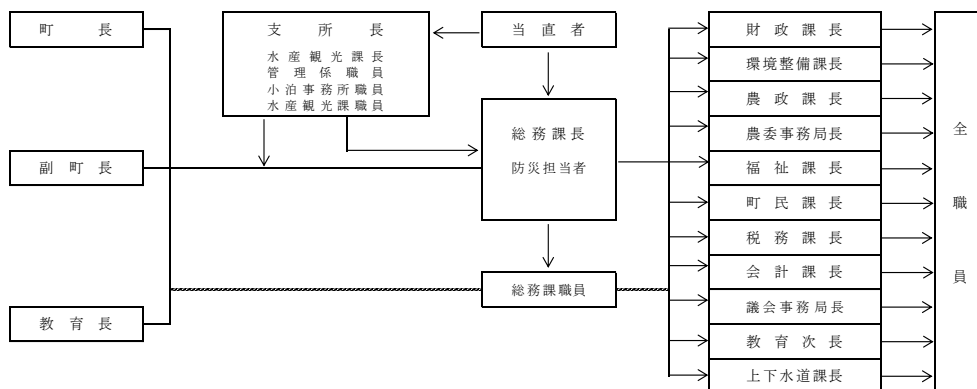 町長
副町長
教育長
支所長
水産観光課長
管理係職員
小泊事務所職員
水産観光課職員
当直者
総務課長
防災担当者
総務課職員
財政課長
環境整備課長
農政課長
農委事務局長
福祉課長
町民課長
税務課長
会計課長
議会事務局長
教育次長
上下水道課長
全職員